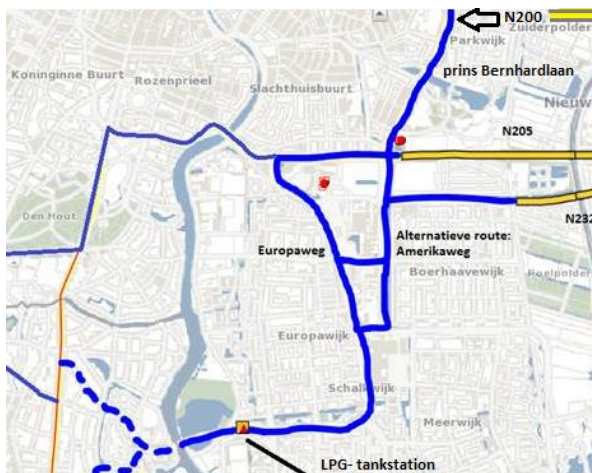 N200
Parkwijk
Zuiderpolder
prins Bernhardlaan
Koninginne Buurt
Rozenprieel
Slachthuisbuurt
Nieuw
N205
Den Hout
N232
Europaweg
Alternatieve route:
Amerikaweg
Boerhaavewijk
Poelpolder
Europawijk
Schalkwijk
Meerwijk
LPG- tankstation